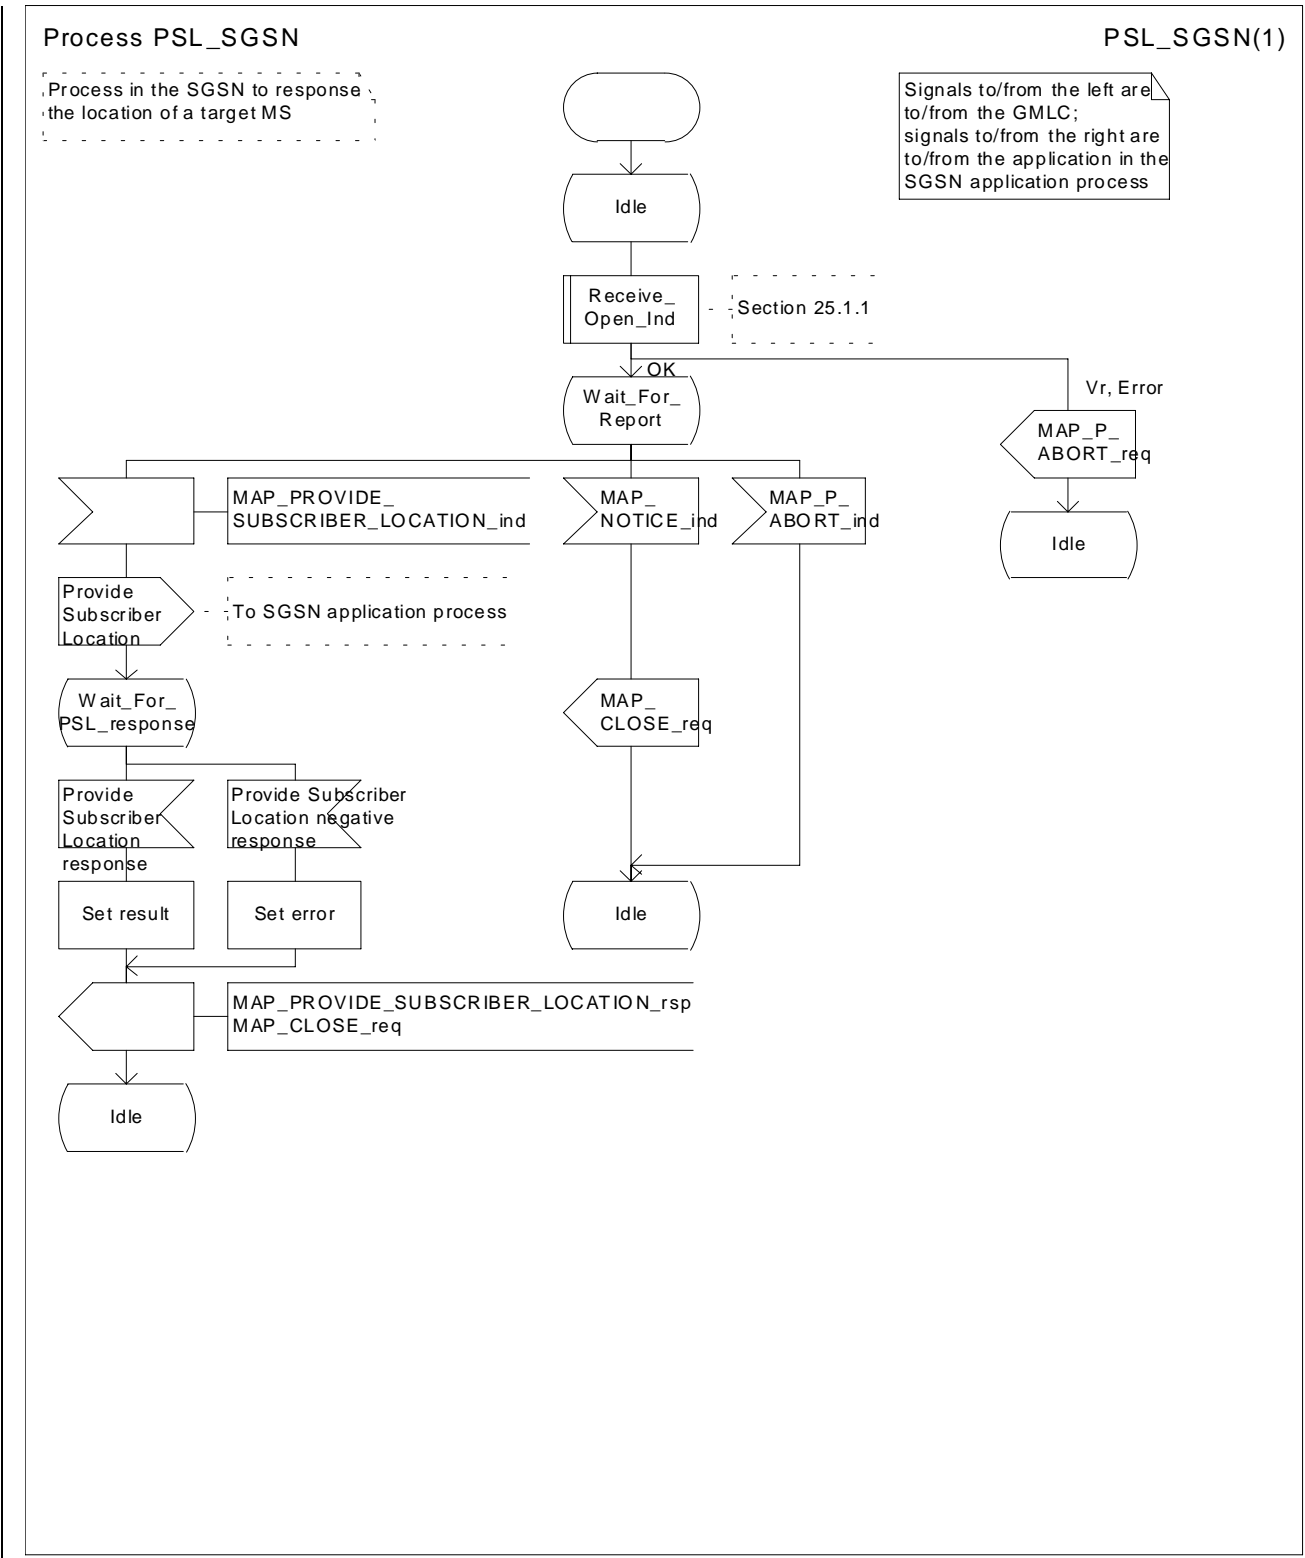 Process PSL_SGSN
PSL_SGSN(1)
Process in the SGSN to response
the location of a target MS
Signals to/from the left are
to/from the GMLC;
signals to/from the right are
to/from the application in the
SGSN application process
Idle
Receive_
Open_Ind
Section 25.1.1
OK
Vr, Error
Wait_For_
Report
MAP_P_
ABORT_req
Idle
MAP_PROVIDE_
SUBSCRIBER_LOCATION_ind
MAP_
NOTICE_ind
MAP_P_
ABORT_ind
Provide
Subscriber
Location
To SGSN application process
Wait_For_
PSL_response
MAP_
CLOSE_req
Provide
Subscriber
Location
response
Provide Subscriber
Location negative
response
Set result
Set error
Idle
MAP_PROVIDE_SUBSCRIBER_LOCATION_rsp
MAP_CLOSE_req
Idle